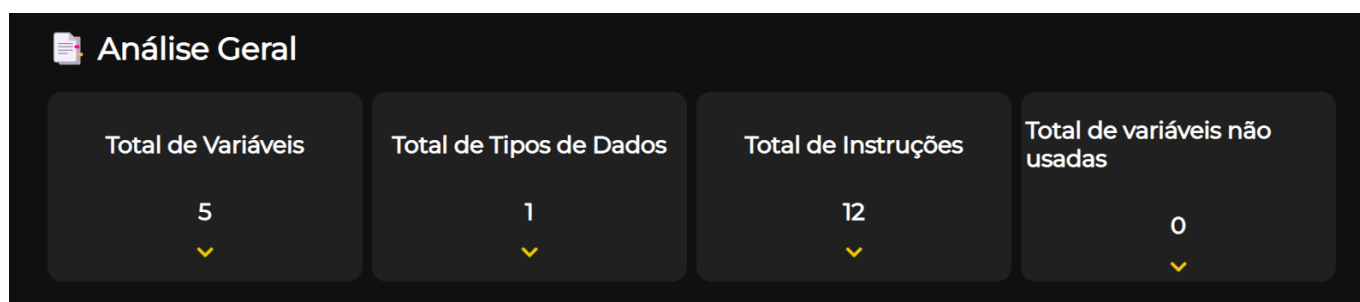 Análise Geral
Total de Variáveis
5
Total de Tipos de Dados
1
Total de Instruções
12
Total de variáveis não
usadas
0